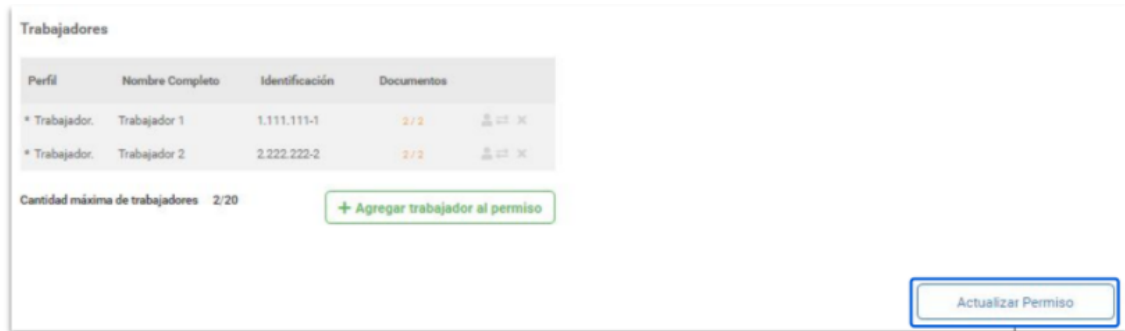 Trabajadores
Perfil Nombre Completo Identificación Documentos
* Trabajador. Trabajador 1 1.111.111-1 2 / 2
* Trabajador. Trabajador 2 2.222.222-2 2 / 2
Cantidad máxima de trabajadores 2/20
+ Agregar trabajador al permiso
Actualizar Permiso